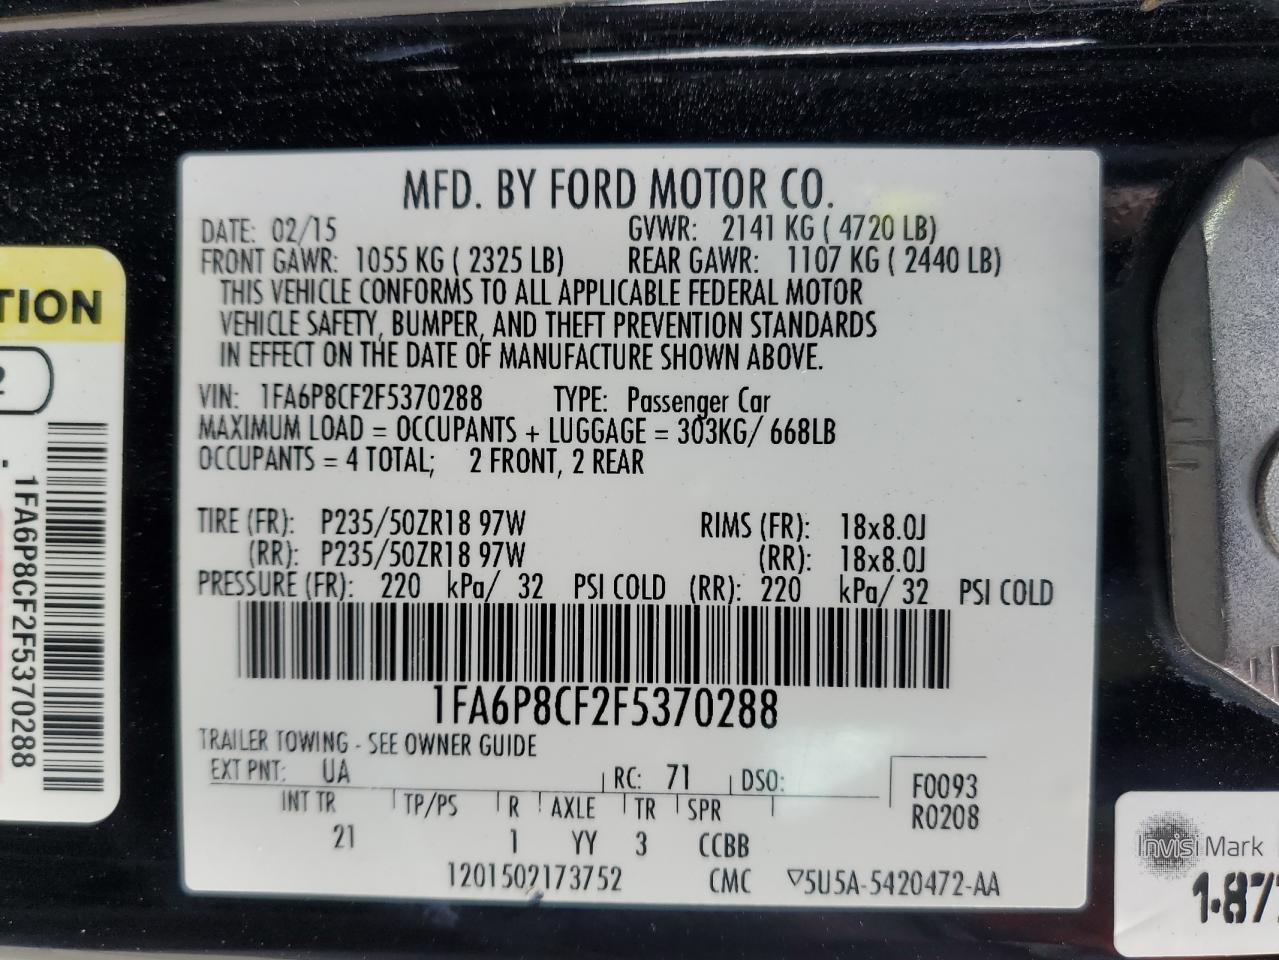 MFD. BY FORD MOTOR CO.
DATE: 02/15 GVWR: 2141 KG ( 4720 LB)
FRONT GAWR: 1055 KG ( 2325 LB) REAR GAWR: 1107 KG ( 2440 LB)
THIS VEHICLE CONFORMS TO ALL APPLICABLE FEDERAL MOTOR
VEHICLE SAFETY, BUMPER, AND THEFT PREVENTION STANDARDS
IN EFFECT ON THE DATE OF MANUFACTURE SHOWN ABOVE.
VIN: 1FA6P8CF2F5370288 TYPE: Passenger Car
MAXIMUM LOAD = OCCUPANTS + LUGGAGE = 303KG/ 668LB
OCCUPANTS = 4 TOTAL; 2 FRONT, 2 REAR
TIRE (FR): P235/50ZR18 97W RIMS (FR): 18x8.0J
(RR): P235/50ZR18 97W (RR): 18x8.0J
PRESSURE (FR): 220 kPa/ 32 PSI COLD (RR): 220 kPa/ 32 PSI COLD
1FA6P8CF2F5370288
TRAILER TOWING - SEE OWNER GUIDE
EXT PNT: UA RC: 71 DSO: F0093
INT TR TP/PS R AXLE TR SPR R0208
21 1 YY 3 CCBB
1201502173752 CMC ▽5U5A-5420472-AA
TION
2
1FA6P8CF2F5370288
InvisiMark
1-877